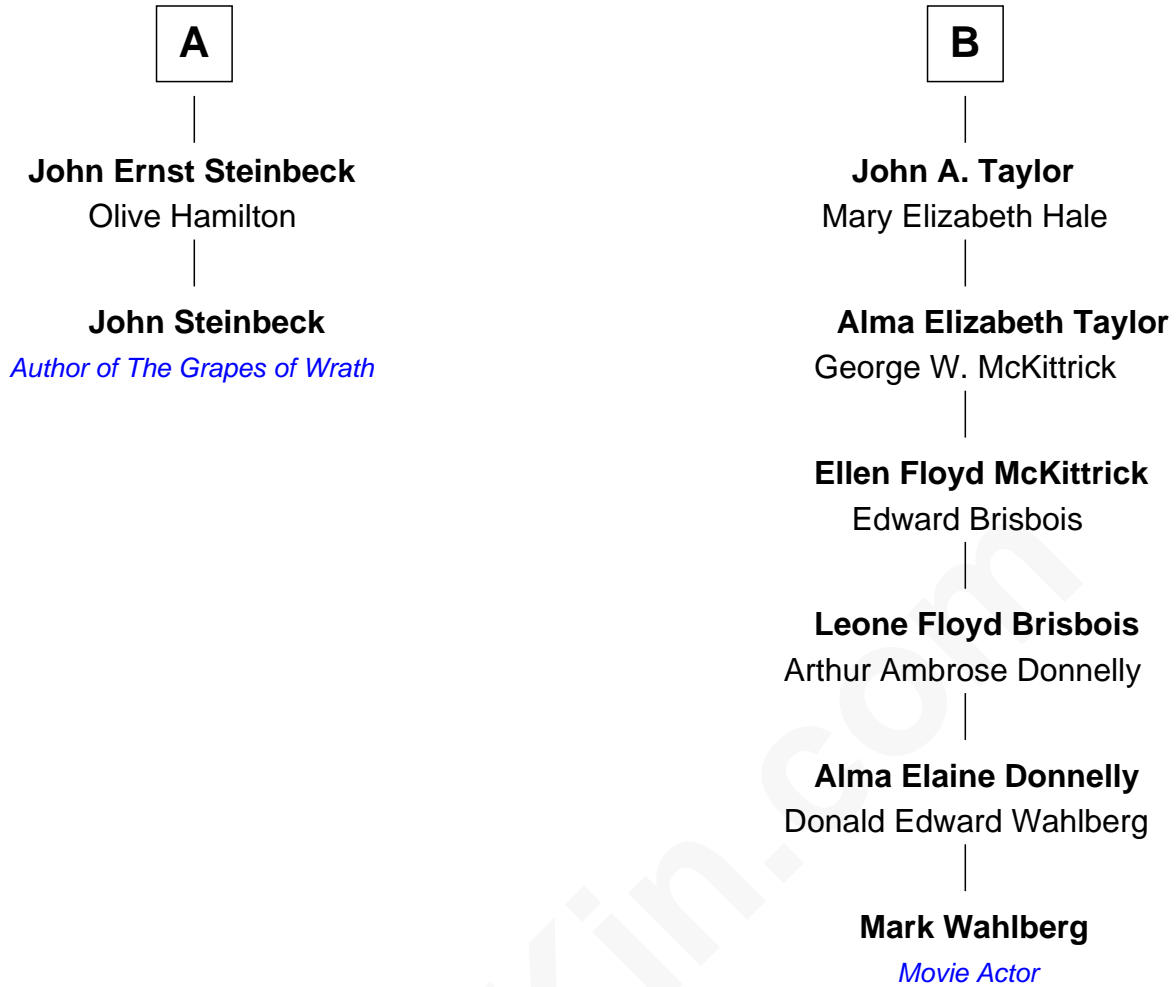 A
John Ernst Steinbeck
Olive Hamilton
John Steinbeck
Author of The Grapes of Wrath
B
John A. Taylor
Mary Elizabeth Hale
Alma Elizabeth Taylor
George W. McKittrick
Ellen Floyd McKittrick
Edward Brisbois
Leone Floyd Brisbois
Arthur Ambrose Donnelly
Alma Elaine Donnelly
Donald Edward Wahlberg
Mark Wahlberg
Movie Actor